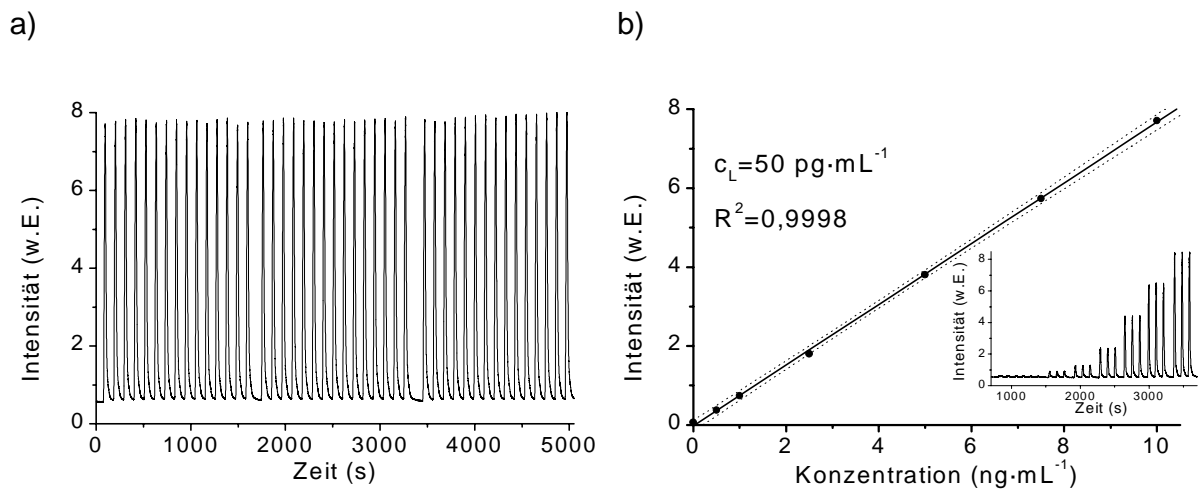 a)
Intensität (w.E.)
8
6
4
2
0
0 1000 2000 3000 4000 5000
Zeit (s)
b)
Intensität (w.E.)
8
6
4
2
0
c_L=50 pg·mL⁻¹
R²=0,9998
0 2 4 6 8 10
Konzentration (ng·mL⁻¹)
Intensität (w.E.)
8
6
4
2
0
1000 2000 3000
Zeit (s)